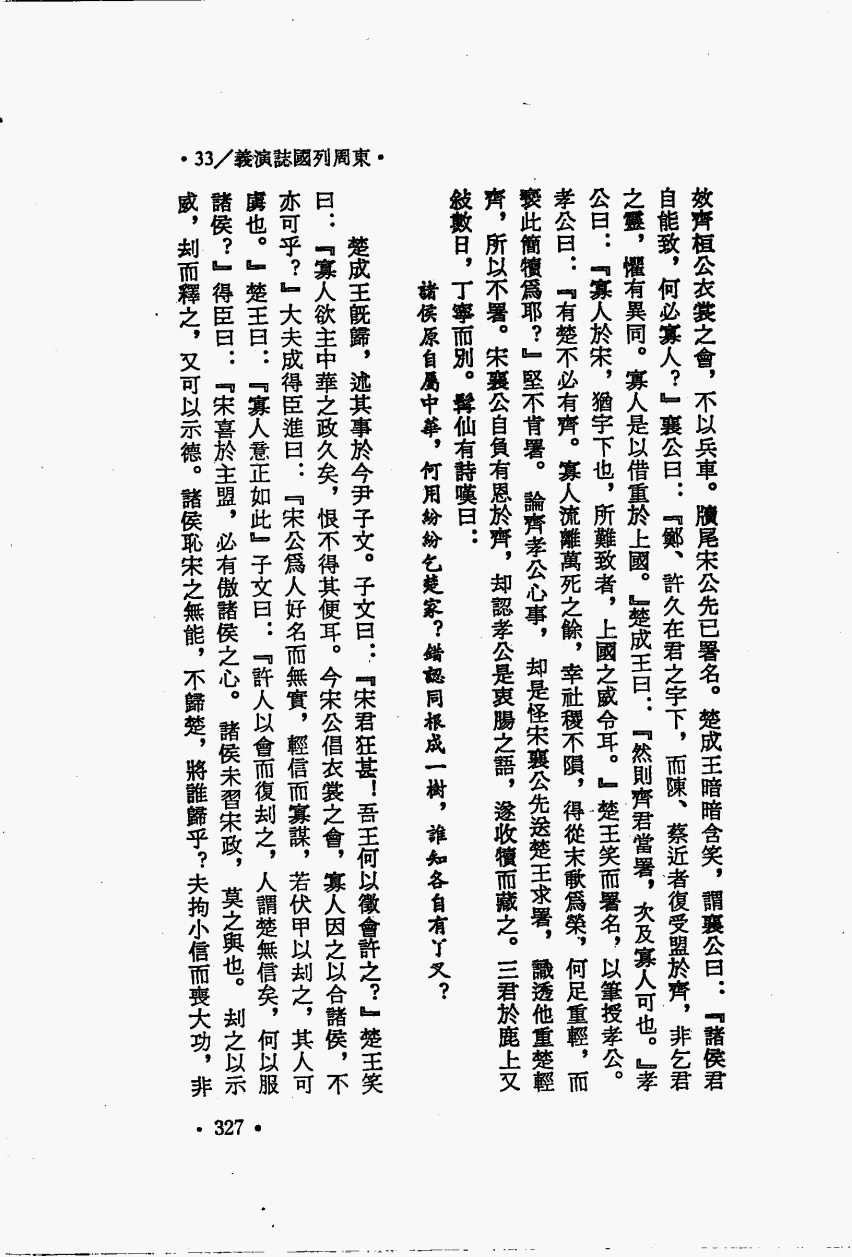 •東周列國誌演義/33•
效齊桓公衣裳之會，不以兵車。牘尾宋公先已署名。楚成王暗暗含笑，謂襄公曰：『諸侯君
自能致，何必寡人？』襄公曰：『鄭、許久在君之宇下，而陳、蔡近者復受盟於齊，非乞君
之靈，懼有異同。寡人是以借重於上國。』楚成王曰：『然則齊君當署，次及寡人可也。』孝
公曰：『寡人於宋，猶宇下也，所難致者，上國之威令耳。』楚王笑而署名，以筆授孝公。
孝公曰：『有楚不必有齊。寡人流離萬死之餘，幸社稷不隕，得從末歃爲榮，何足重輕，而
褻此簡牘爲耶？』堅不肯署。論齊孝公心事，却是怪宋襄公先送楚王求署，識透他重楚輕
齊，所以不署。宋襄公自負有恩於齊，却認孝公是衷腸之語，遂收牘而藏之。三君於鹿上又
敍數日，丁寧而別。髯仙有詩嘆曰：
諸侯原自屬中華，何用紛紛乞楚家？錯認同根成一樹，誰知各自有丫叉？
楚成王旣歸，述其事於今尹子文。子文曰：『宋君狂甚！吾王何以徵會許之？』楚王笑
曰：『寡人欲主中華之政久矣，恨不得其便耳。今宋公倡衣裳之會，寡人因之以合諸侯，不
亦可乎？』大夫成得臣進曰：『宋公爲人好名而無實，輕信而寡謀，若伏甲以刦之，其人可
虜也。』楚王曰：『寡人意正如此』子文曰：『許人以會而復刦之，人謂楚無信矣，何以服
諸侯？』得臣曰：『宋喜於主盟，必有傲諸侯之心。諸侯未習宋政，莫之與也。刦之以示
威，刦而釋之，又可以示德。諸侯恥宋之無能，不歸楚，將誰歸乎？夫拘小信而喪大功，非
•327•